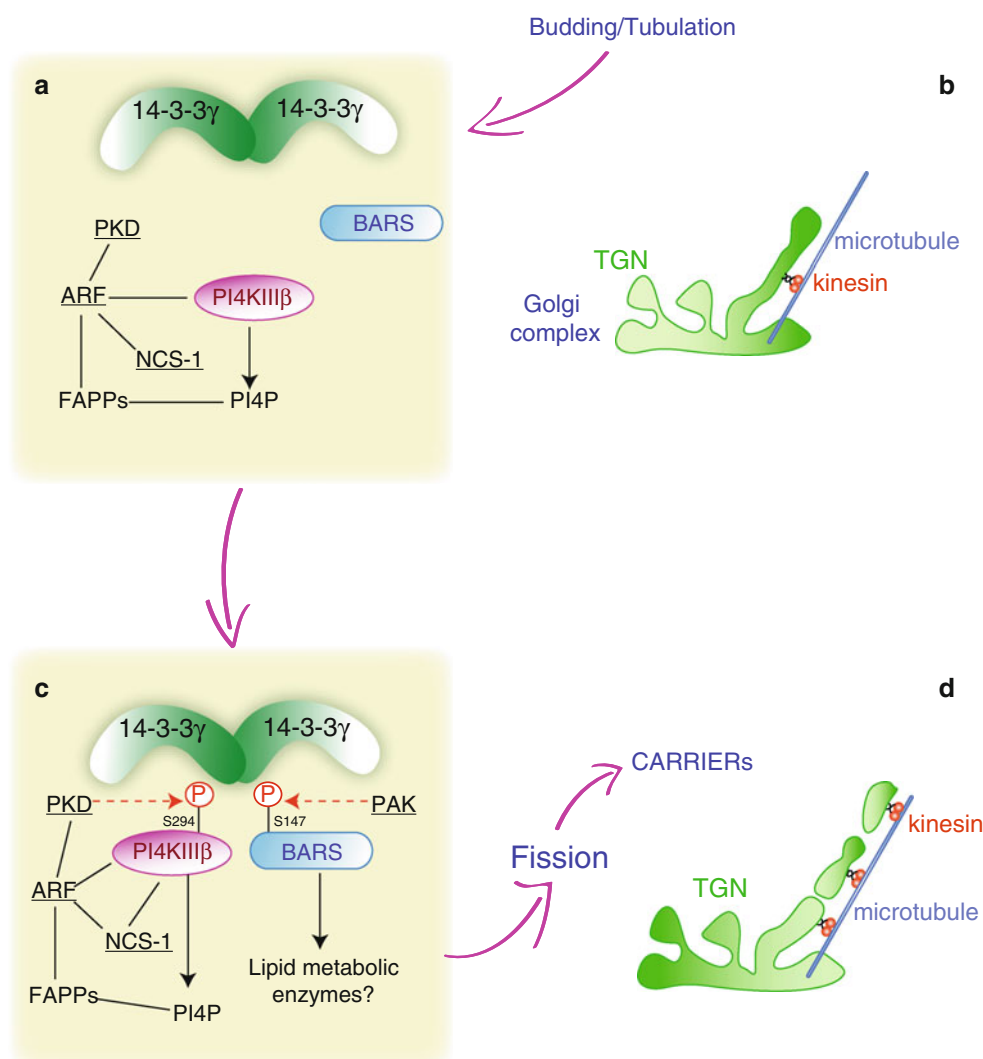 Budding/Tubulation
a
14-3-3γ 14-3-3γ
BARS
PKD
ARF
PI4KIIIβ
NCS-1
FAPPs
PI4P
b
microtubule
TGN
kinesin
Golgi
complex
c
14-3-3γ 14-3-3γ
PKD
P
P
PAK
S294
S147
PI4KIIIβ
BARS
ARF
NCS-1
Lipid metabolic
enzymes?
FAPPs
PI4P
CARRIERs
Fission
d
kinesin
TGN
microtubule